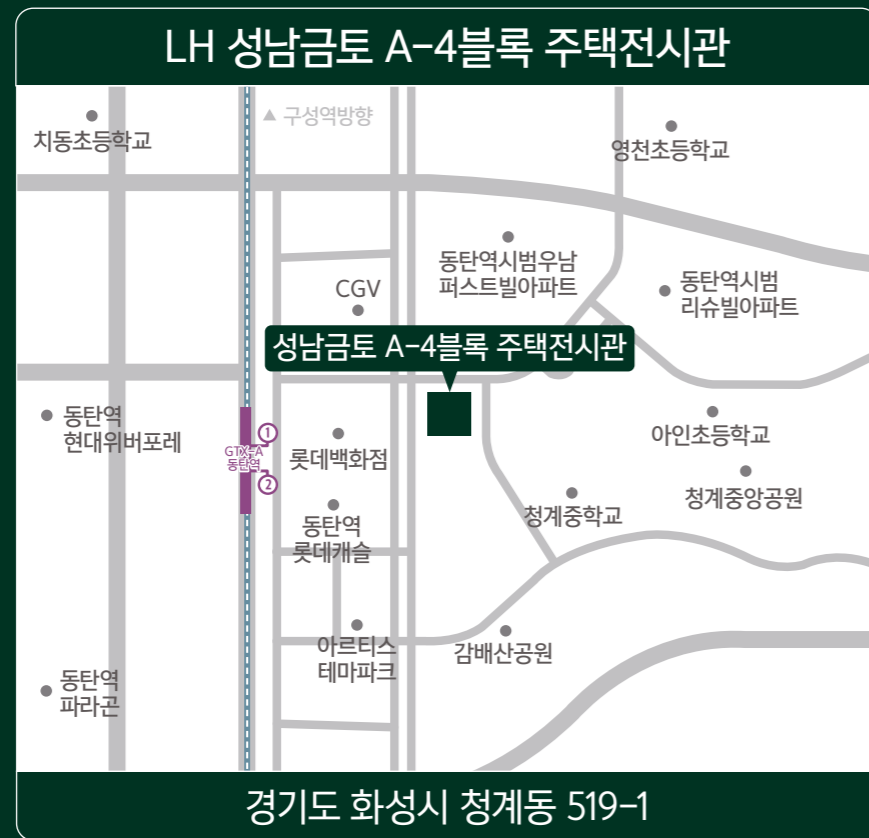 LH 성남금토 A-4블록 주택전시관
▲ 구성역방향
치동초등학교
영천초등학교
동탄역시범우남
퍼스트빌아파트
동탄역시범
리슈빌아파트
CGV
성남금토 A-4블록 주택전시관
동탄역
현대위버포레
GTX-A
동탄역
①
②
롯데백화점
아인초등학교
청계중앙공원
청계중학교
동탄역
롯데캐슬
아르티스
테마파크
감배산공원
동탄역
파라곤
경기도 화성시 청계동 519-1